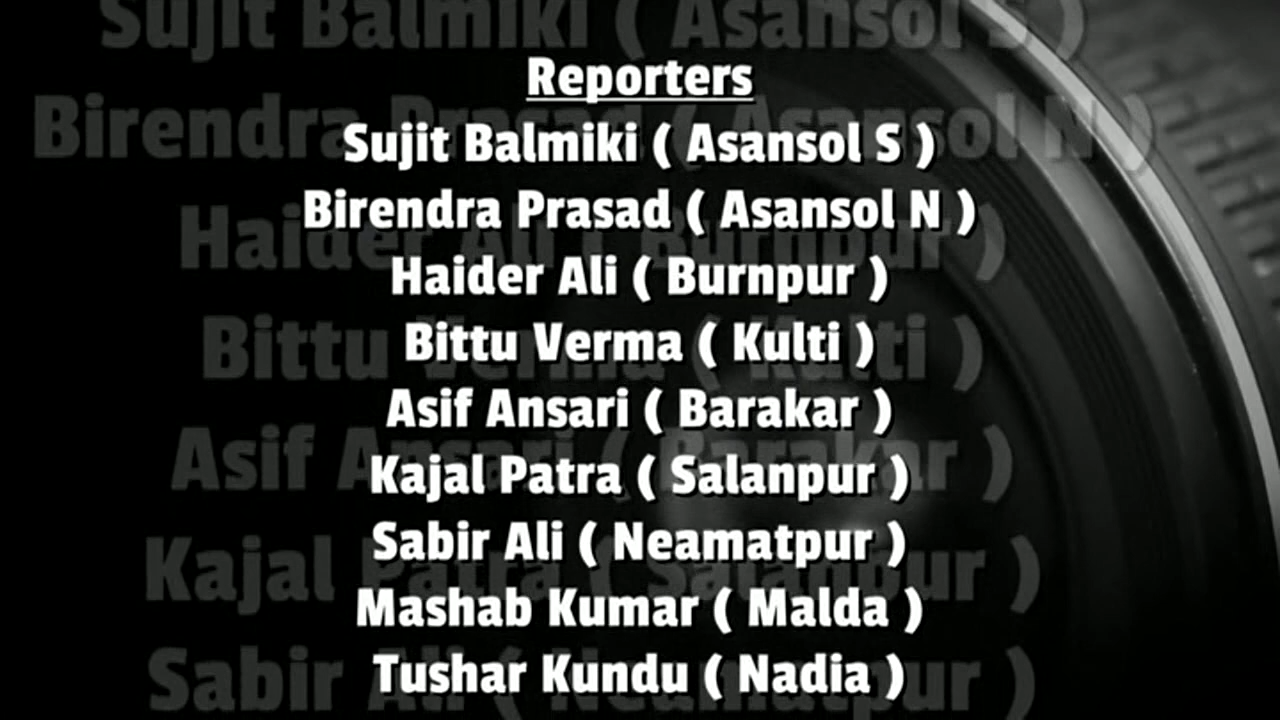 Reporters
Sujit Balmiki ( Asansol S )
Birendra Prasad ( Asansol N )
Haider Ali ( Burnpur )
Bittu Verma ( Kulti )
Asif Ansari ( Barakar )
Kajal Patra ( Salanpur )
Sabir Ali ( Neamatpur )
Mashab Kumar ( Malda )
Tushar Kundu ( Nadia )